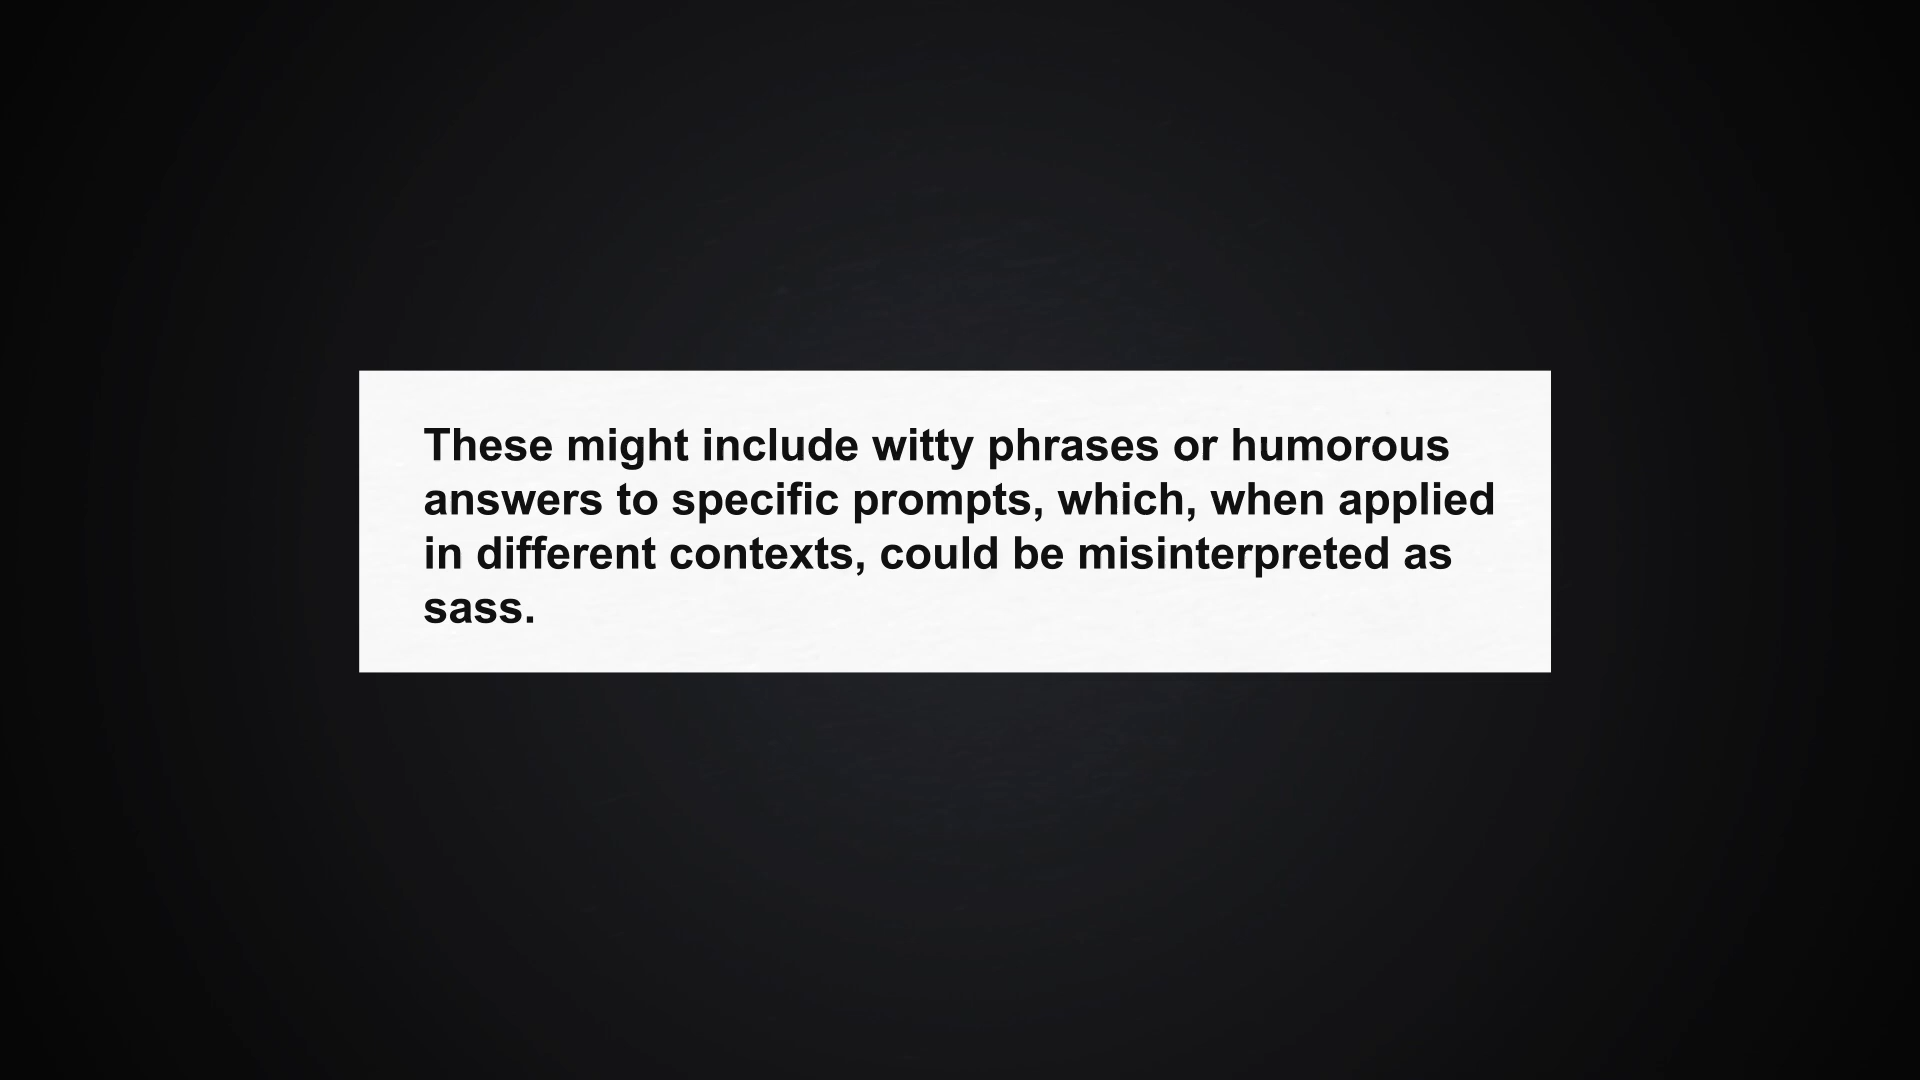 These might include witty phrases or humorous
answers to specific prompts, which, when applied
in different contexts, could be misinterpreted as
sass.